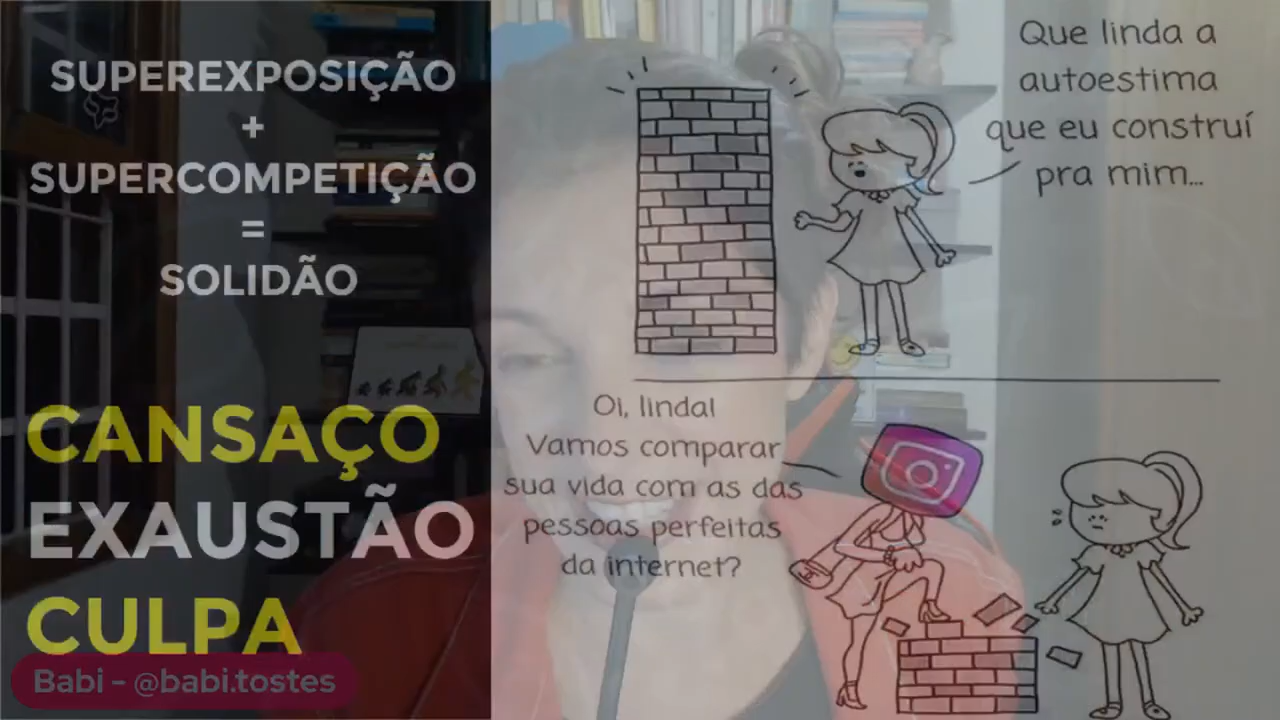 SUPEREXPOSIÇÃO
+
SUPERCOMPETIÇÃO
=
SOLIDÃO
CANSAÇO
EXAUSTÃO
CULPA
Babi - @babi.tostes
Que linda a
autoestima
que eu construí
pra mim...
Oi, linda!
Vamos comparar
sua vida com as das
pessoas perfeitas
da internet?